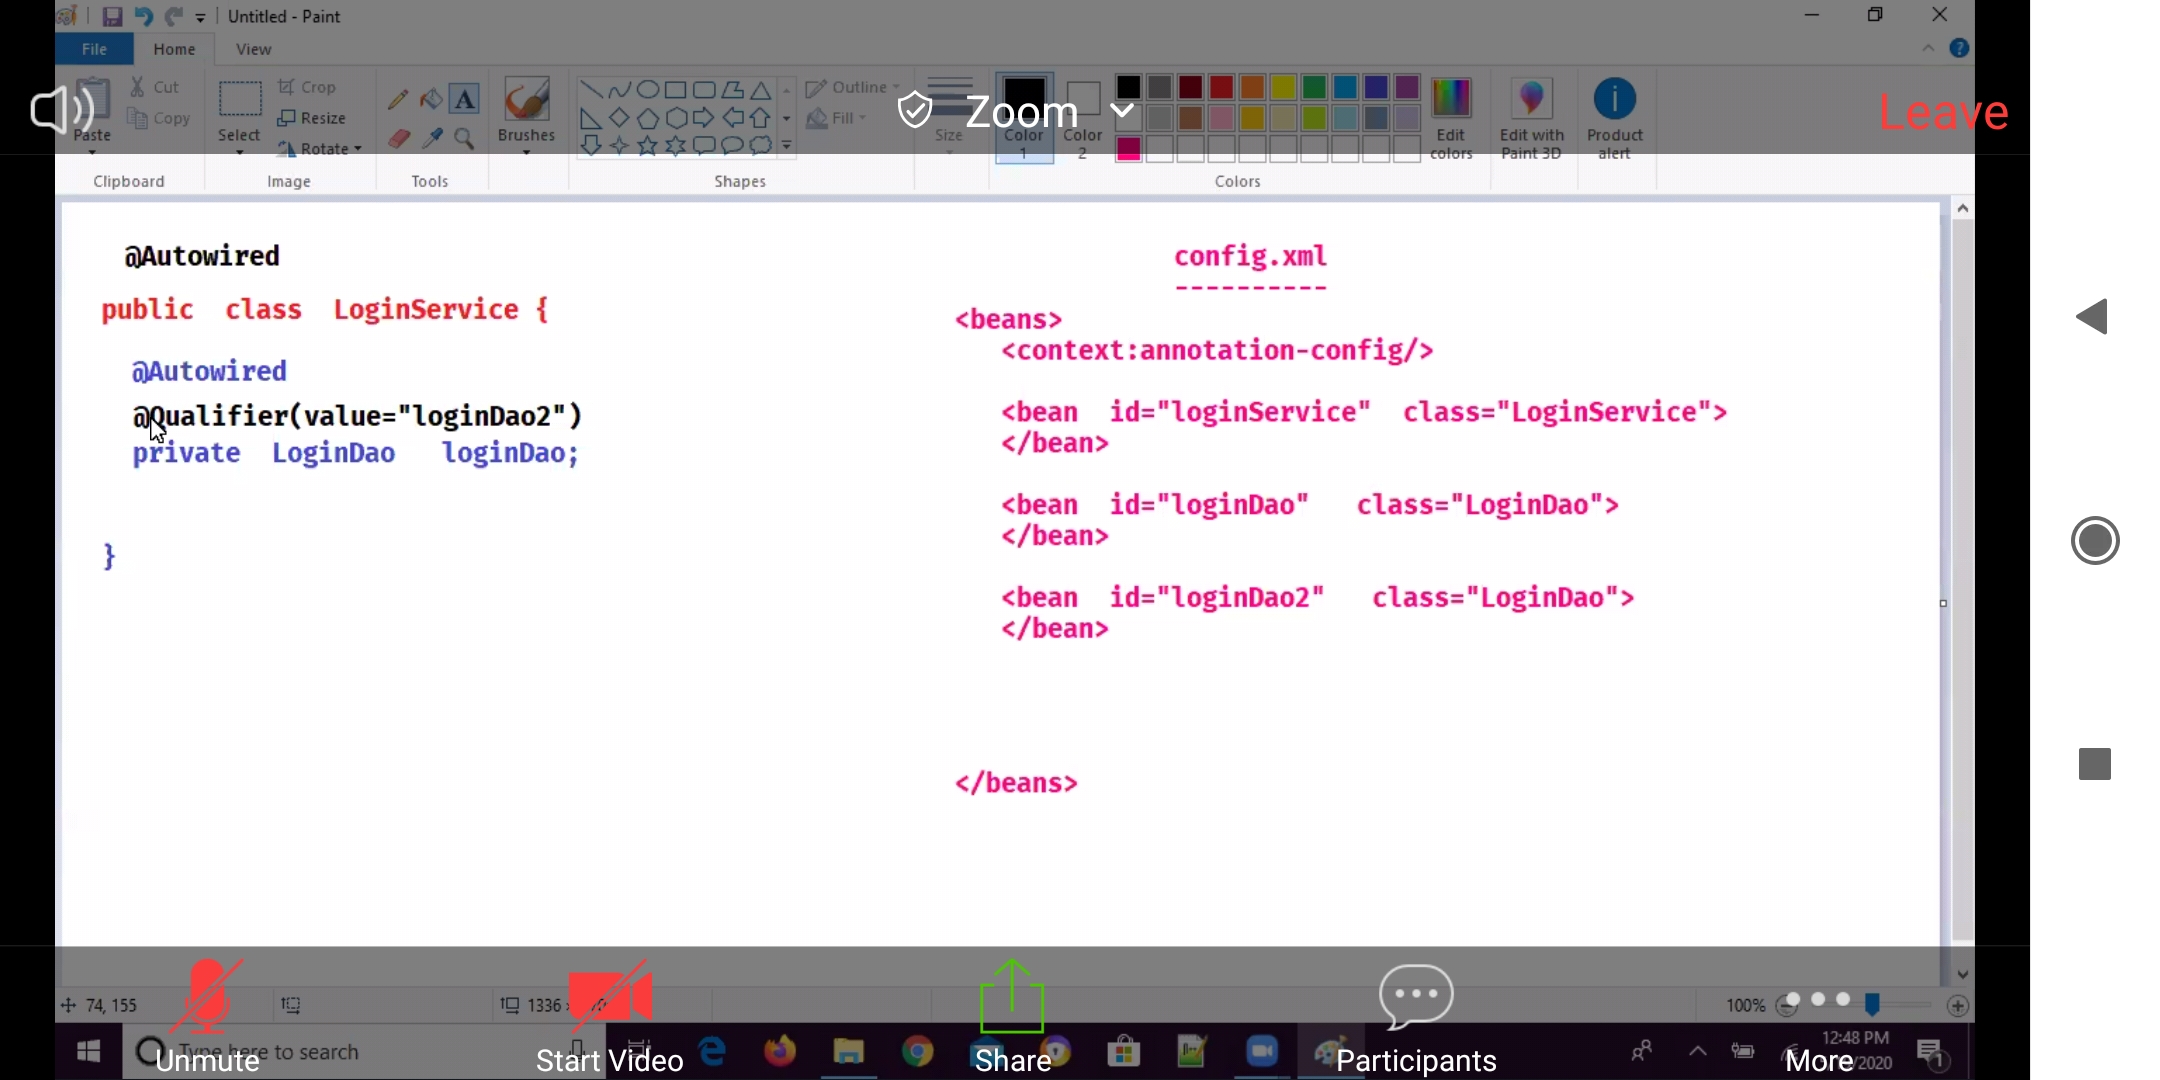 Untitled - Paint
File Home View
Cut
Copy
Paste
Clipboard
Select
Crop
Resize
Rotate
Image
Tools
Brushes
Shapes
Outline
Fill
Size
Color 1
Color 2
Edit colors
Edit with Paint 3D
Product alert
Colors
Zoom
Leave
@Autowired
public class LoginService {
@Autowired
@Qualifier(value="loginDao2")
private LoginDao loginDao;
}
config.xml
----------
<beans>
<context:annotation-config/>
<bean id="loginService" class="LoginService">
</bean>
<bean id="loginDao" class="LoginDao">
</bean>
<bean id="loginDao2" class="LoginDao">
</bean>
</beans>
74, 155
1336
100%
Type here to search
12:48 PM
2020
1
Unmute
Start Video
Share
Participants
More